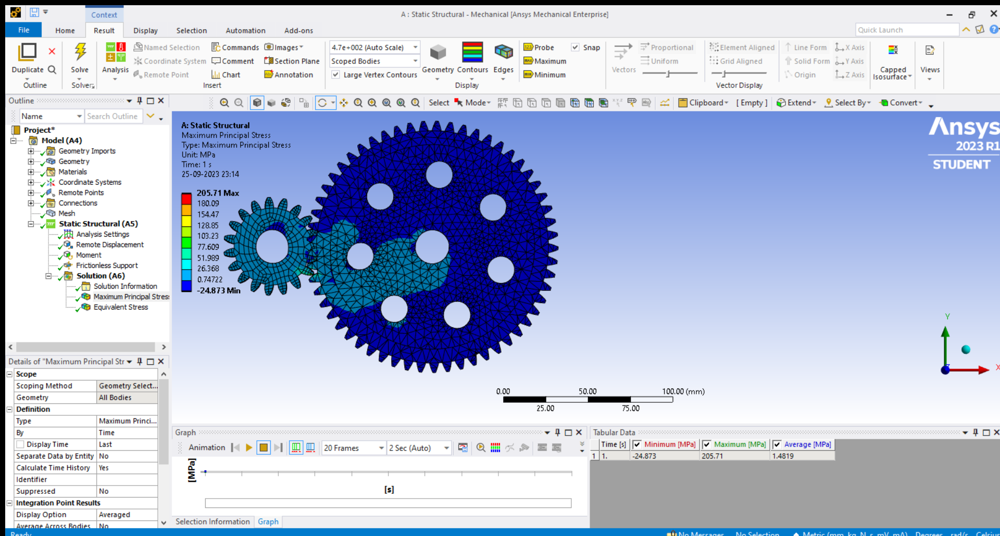 Context
A : Static Structural - Mechanical [Ansys Mechanical Enterprise]
File Home Result Display Selection Automation Add-ons
Quick Launch
Duplicate
Outline
Solve
Solver
Analysis
Named Selection
Coordinate System
Remote Point
Commands
Comment
Chart
Images
Section Plane
Annotation
Insert
4.7e+002 (Auto Scale)
Scoped Bodies
Large Vertex Contours
Geometry Contours Edges
Display
Probe
Maximum
Minimum
Snap
Vectors
Proportional
Uniform
Element Aligned
Grid Aligned
Line Form
Solid Form
Origin
X Axis
Y Axis
Z Axis
Vector Display
Capped
Isosurface
Views
Outline
Name Search Outline
Select Mode Clipboard [ Empty ] Extend Select By Convert
Project*
Model (A4)
Geometry Imports
Geometry
Materials
Coordinate Systems
Remote Points
Connections
Mesh
Static Structural (A5)
Analysis Settings
Remote Displacement
Moment
Frictionless Support
Solution (A6)
Solution Information
Maximum Principal Stress
Equivalent Stress
A: Static Structural
Maximum Principal Stress
Type: Maximum Principal Stress
Unit: MPa
Time: 1 s
25-09-2023 23:14
205.71 Max
180.09
154.47
128.85
103.23
77.609
51.989
26.368
0.74722
-24.873 Min
Ansys
2023 R1
STUDENT
Y
X
0.00 50.00 100.00 (mm)
25.00 75.00
Details of "Maximum Principal Str
Scope
Scoping Method Geometry Select...
Geometry All Bodies
Definition
Type Maximum Princi...
By Time
Display Time Last
Separate Data by Entity No
Calculate Time History Yes
Identifier
Suppressed No
Integration Point Results
Display Option Averaged
Average Across Bodies No
Graph
Animation 20 Frames 2 Sec (Auto)
[MPa]
[s]
Selection Information Graph
Tabular Data
Time [s] Minimum [MPa] Maximum [MPa] Average [MPa]
1 1. -24.873 205.71 1.4819
Ready
No Messages No Selection Metric (mm, kg, N, s, mV, mA) Degrees rad/s Celsius